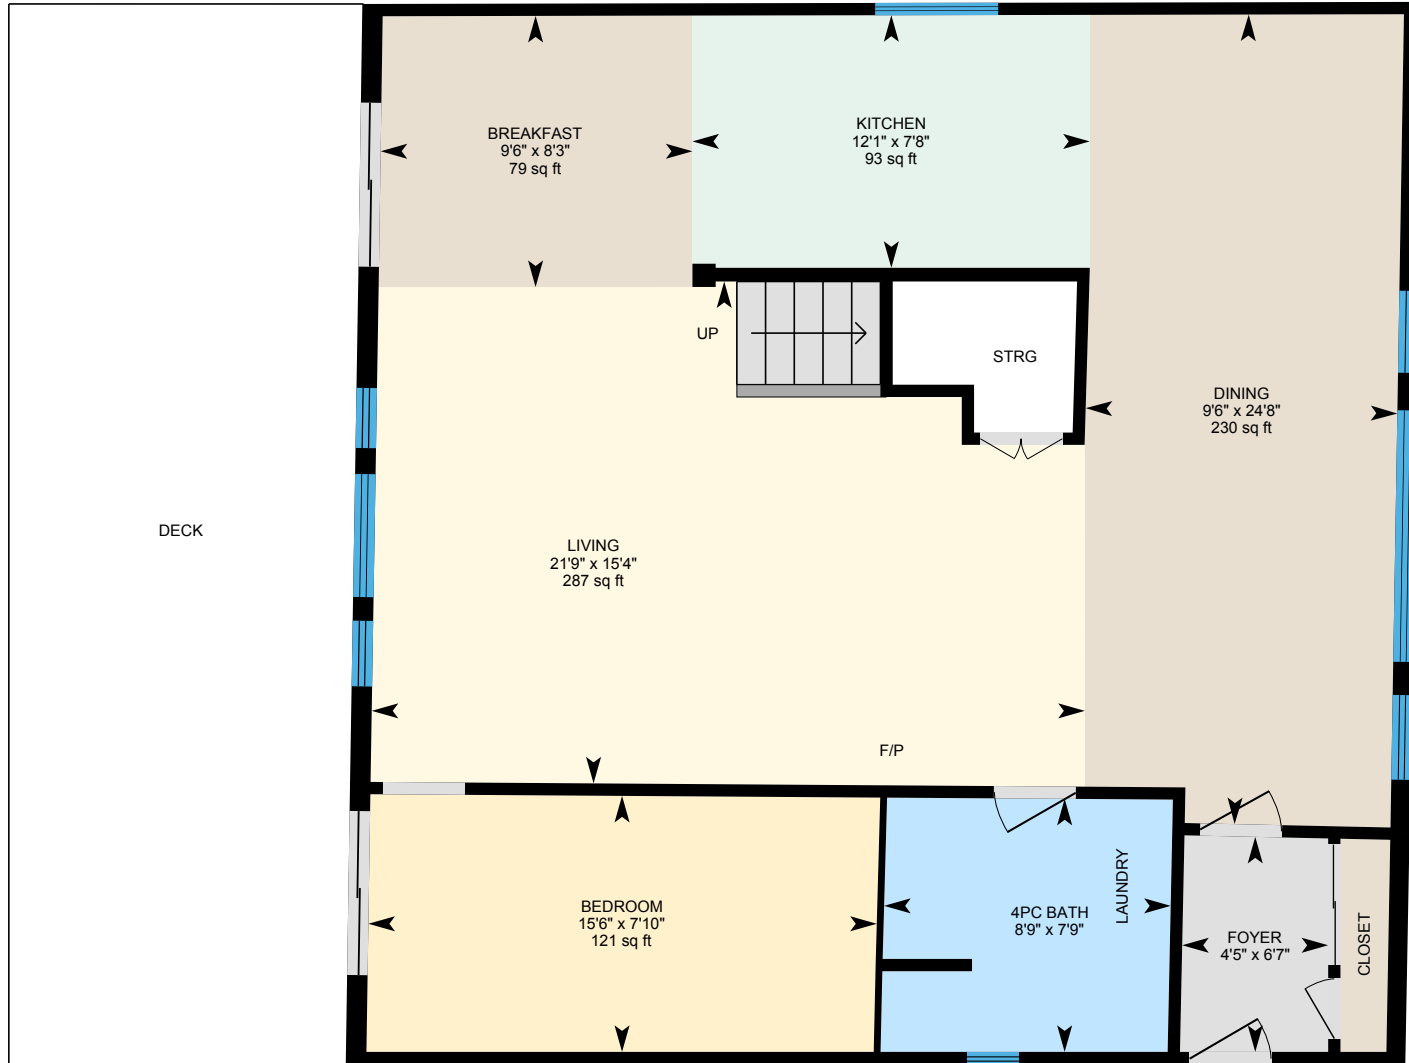 BREAKFAST
9'6" x 8'3"
79 sq ft
KITCHEN
12'1" x 7'8"
93 sq ft
UP
STRG
DINING
9'6" x 24'8"
230 sq ft
DECK
LIVING
21'9" x 15'4"
287 sq ft
F/P
BEDROOM
15'6" x 7'10"
121 sq ft
4PC BATH
8'9" x 7'9"
LAUNDRY
FOYER
4'5" x 6'7"
CLOSET